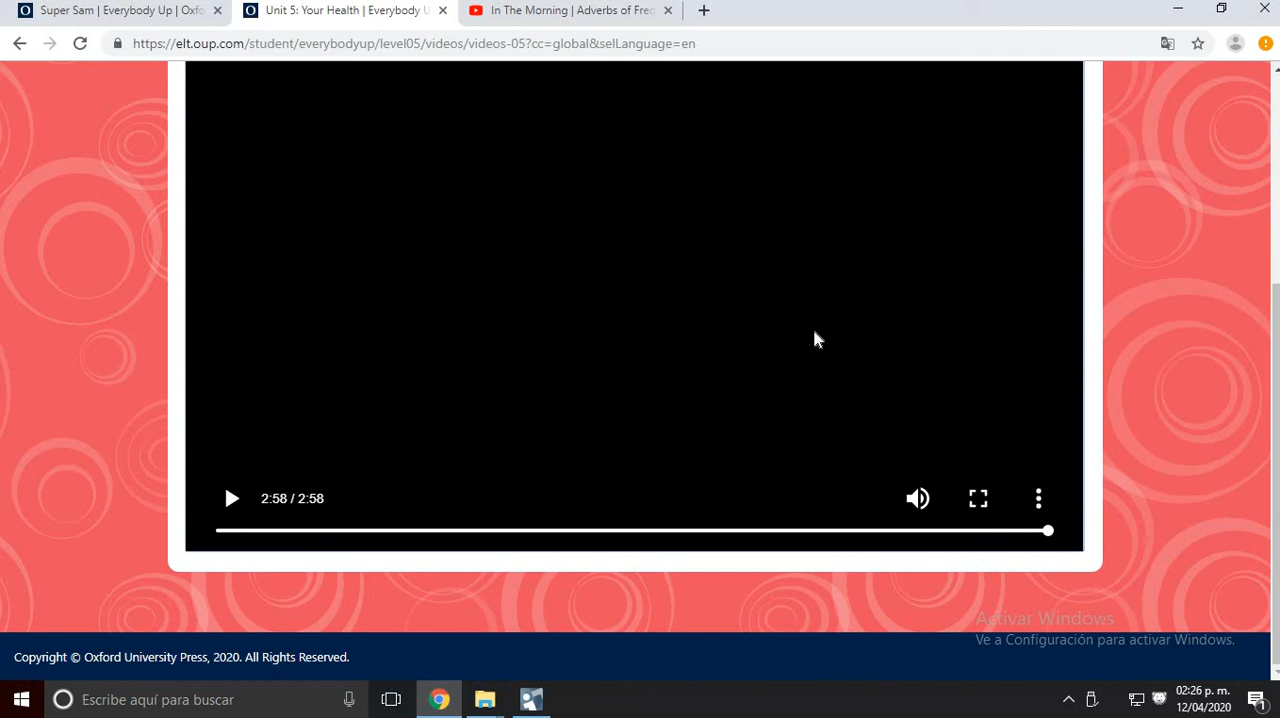 Super Sam | Everybody Up | Oxfo
Unit 5: Your Health | Everybody U
In The Morning | Adverbs of Freq
https://elt.oup.com/student/everybodyup/level05/videos/videos-05?cc=global&selLanguage=en
2:58 / 2:58
Activar Windows
Ve a Configuración para activar Windows.
Copyright © Oxford University Press, 2020. All Rights Reserved.
Escribe aquí para buscar
02:26 p. m.
12/04/2020
1